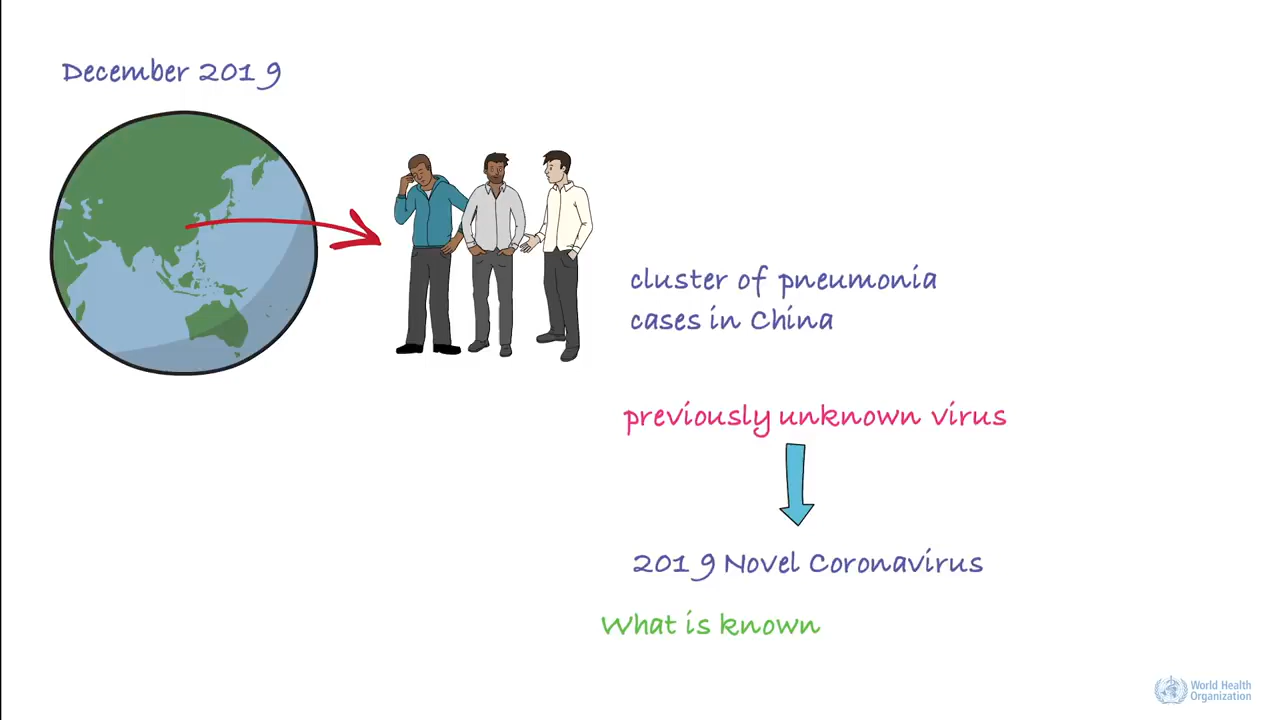 December 2019
cluster of pneumonia
cases in China
previously unknown virus
2019 Novel Coronavirus
What is known
World Health
Organization